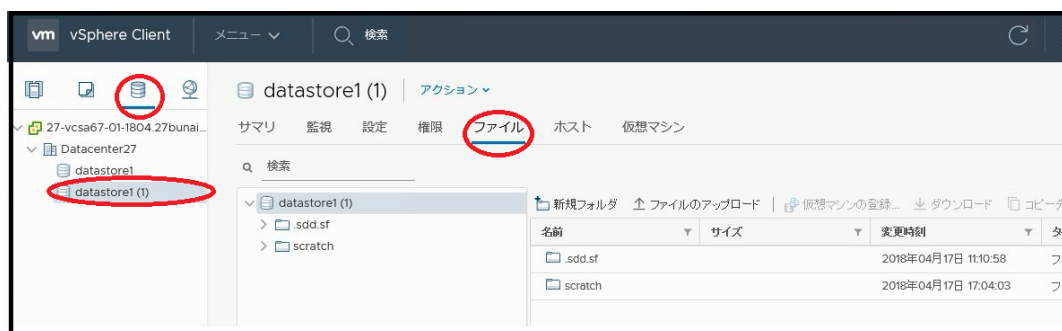 vm vSphere Client メニュー 検索
datastore1 (1) アクション
27-vcsa67-01-1804.27bunai...
サマリ 監視 設定 権限 ファイル ホスト 仮想マシン
Datacenter27
datastore1
検索
datastore1 (1)
datastore1 (1)
新規フォルダ ファイルのアップロード | 仮想マシンの登録... ダウンロード コピー
.sdd.sf
scratch
名前 サイズ 変更時刻
.sdd.sf 2018年04月17日 11:10:58
scratch 2018年04月17日 17:04:03